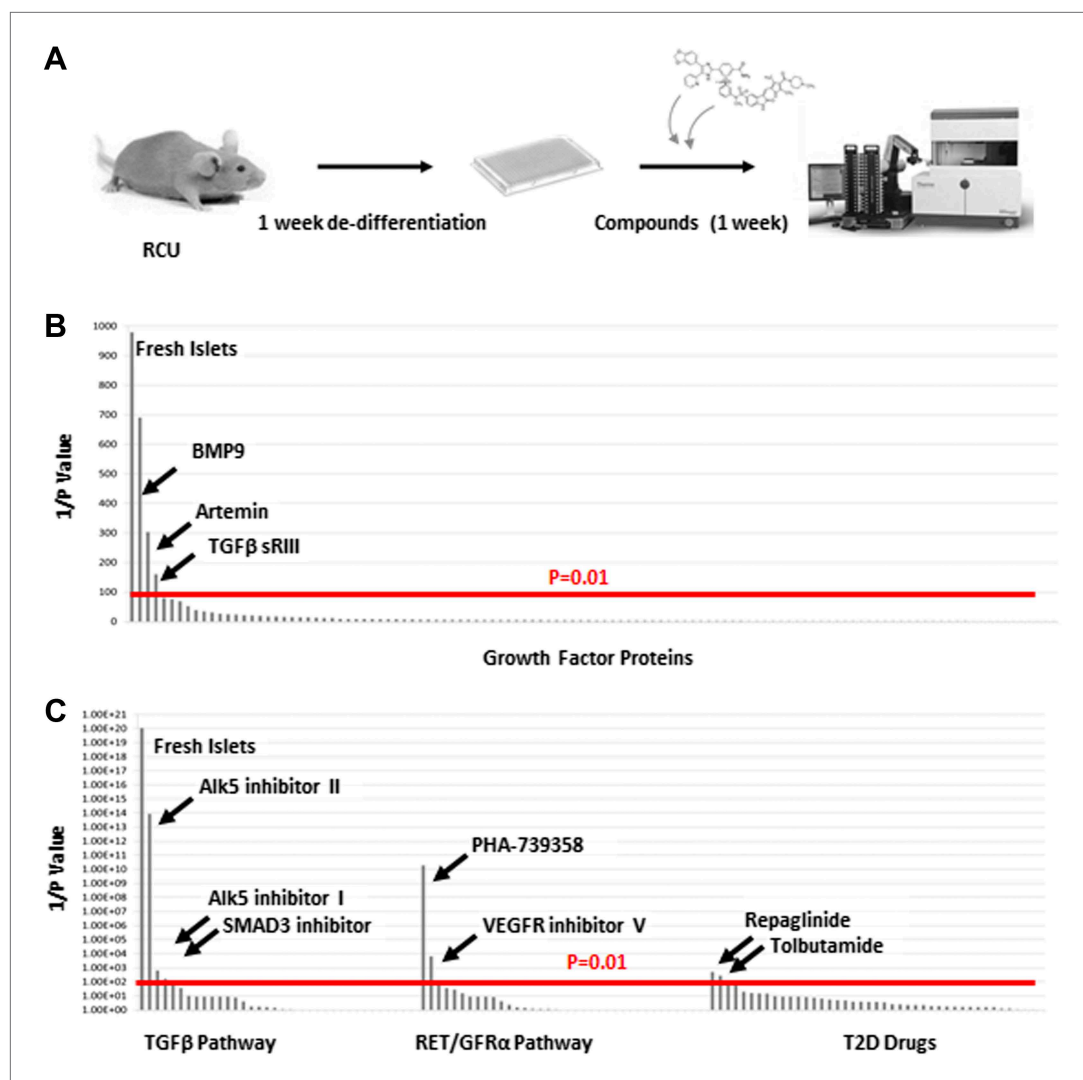 A
RCU
1 week de-differentiation
Compounds (1 week)
B
1/P Value
1000
900
800
700
600
500
400
300
200
100
0
Fresh Islets
BMP9
Artemin
TGFβ sRIII
P=0.01
Growth Factor Proteins
C
1/P Value
1.00E+21
1.00E+20
1.00E+19
1.00E+18
1.00E+17
1.00E+16
1.00E+15
1.00E+14
1.00E+13
1.00E+12
1.00E+11
1.00E+10
1.00E+09
1.00E+08
1.00E+07
1.00E+06
1.00E+05
1.00E+04
1.00E+03
1.00E+02
1.00E+01
1.00E+00
Fresh Islets
Alk5 inhibitor II
Alk5 inhibitor I
SMAD3 inhibitor
PHA-739358
VEGFR inhibitor V
P=0.01
Repaglinide
Tolbutamide
TGFβ Pathway
RET/GFRα Pathway
T2D Drugs